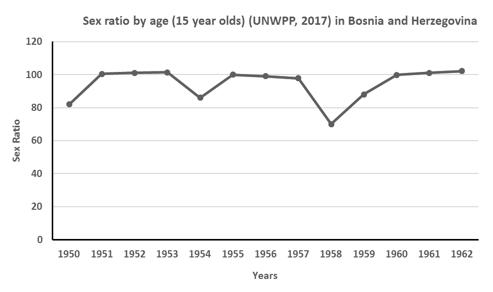 Sex ratio by age (15 year olds) (UNWPP, 2017) in Bosnia and Herzegovina
120
100
80
60
40
20
0
Sex Ratio
1950 1951 1952 1953 1954 1955 1956 1957 1958 1959 1960 1961 1962
Years